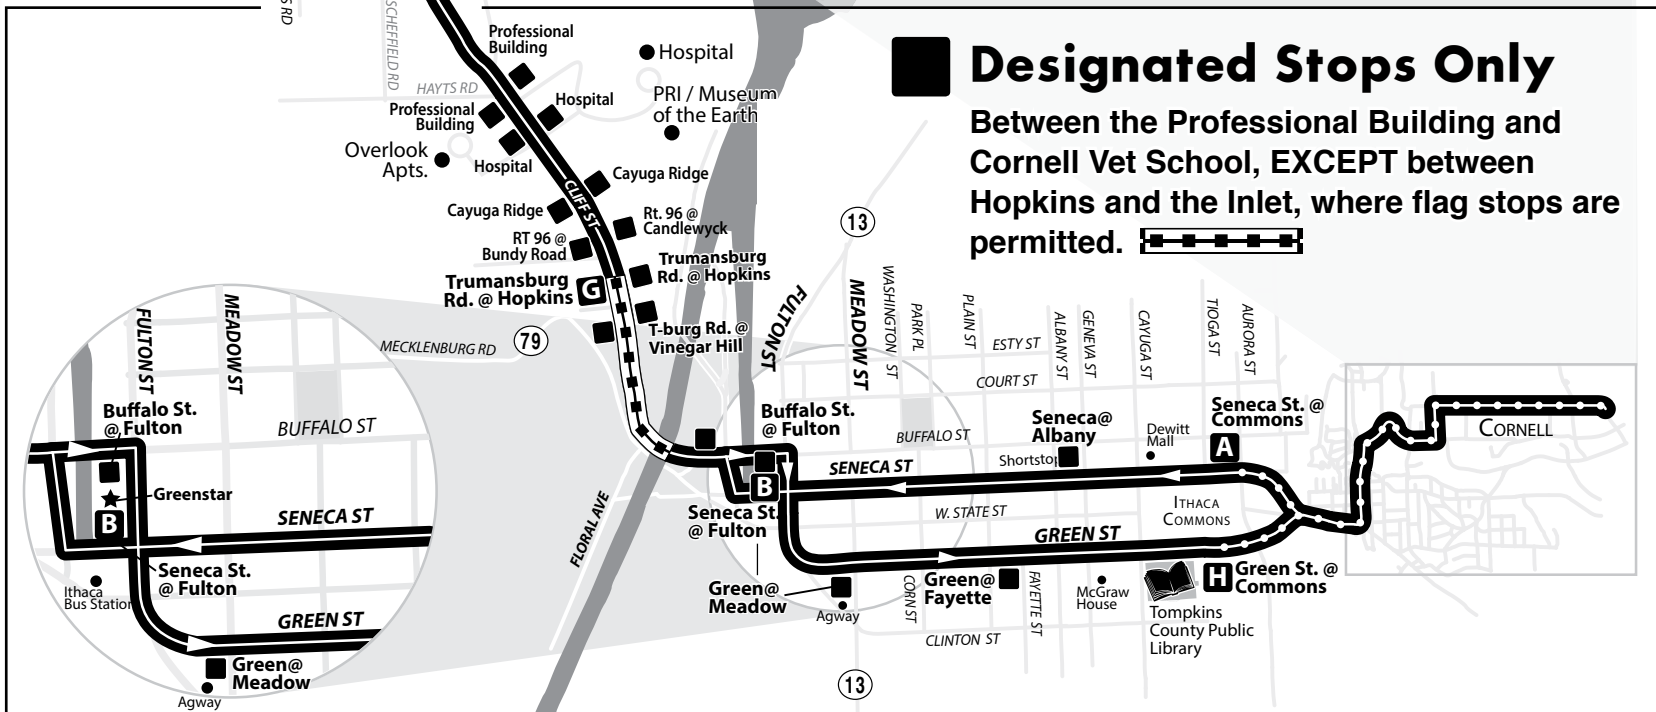 S RD
SCHEFFIELD RD
Professional
Building
Hospital
HAYTS RD
PRI / Museum
of the Earth
Professional
Building
Hospital
Overlook
Apts.
Hospital
Cayuga Ridge
CLIFF ST
Cayuga Ridge
Rt. 96 @
Candlewyck
RT 96 @
Bundy Road
Trumansburg
Rd. @ Hopkins
Trumansburg
Rd. @ Hopkins
G
T-burg Rd. @
Vinegar Hill
79
MECKLENBURG RD
Designated Stops Only
Between the Professional Building and
Cornell Vet School, EXCEPT between
Hopkins and the Inlet, where flag stops are
permitted.
13
FULTON ST
MEADOW ST
WASHINGTON ST
PARK PL
PLAIN ST
ESTY ST
ALBANY ST
GENEVA ST
CAYUGA ST
TIOGA ST
AURORA ST
COURT ST
Buffalo St.
@ Fulton
BUFFALO ST
Seneca@
Albany
Shortstop
Dewitt
Mall
Seneca St. @
Commons
A
CORNELL
SENECA ST
B
Seneca St.
@ Fulton
W. STATE ST
ITHACA
COMMONS
GREEN ST
FLORAL AVE
Green@
Meadow
Agway
CORN ST
Green@
Fayette
FAYETTE ST
McGraw
House
H
Green St. @
Commons
Tompkins
County Public
Library
CLINTON ST
13
FULTON ST
MEADOW ST
Buffalo St.
@ Fulton
BUFFALO ST
Greenstar
B
SENECA ST
Seneca St.
@ Fulton
Ithaca
Bus Station
GREEN ST
Green@
Meadow
Agway